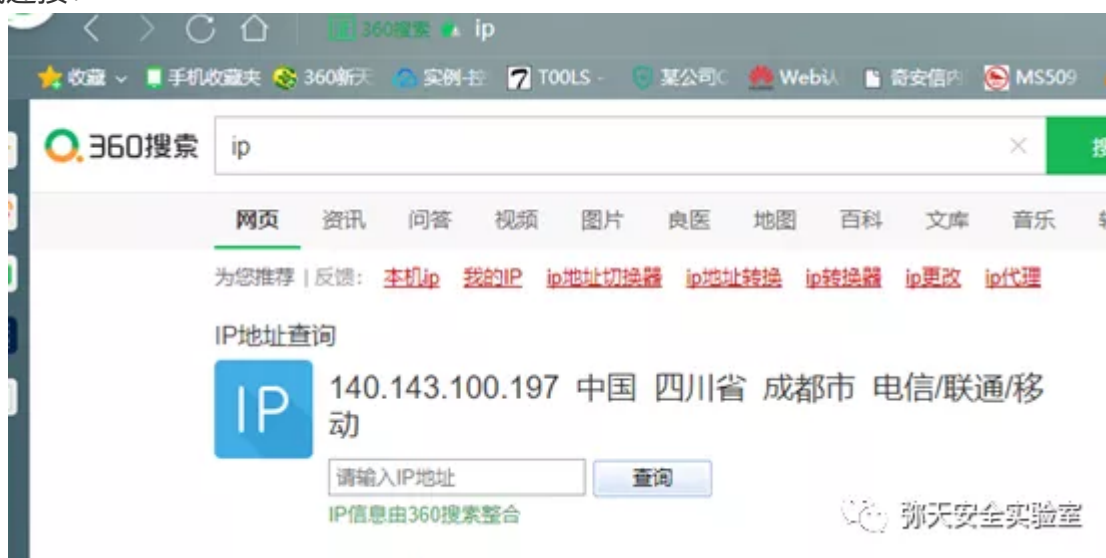 360搜索 ip
收藏 手机收藏夹 360新天 实例-控 T00LS - 某公司C Web认 奇安信内 MS509
360搜索 ip
网页 资讯 问答 视频 图片 良医 地图 百科 文库 音乐
为您推荐 | 反馈: 本机ip 我的IP ip地址切换器 ip地址转换 ip转换器 ip更改 ip代理
IP地址查询
IP
140.143.100.197 中国 四川省 成都市 电信/联通/移
动
请输入IP地址 查询
IP信息由360搜索整合
弥天安全实验室